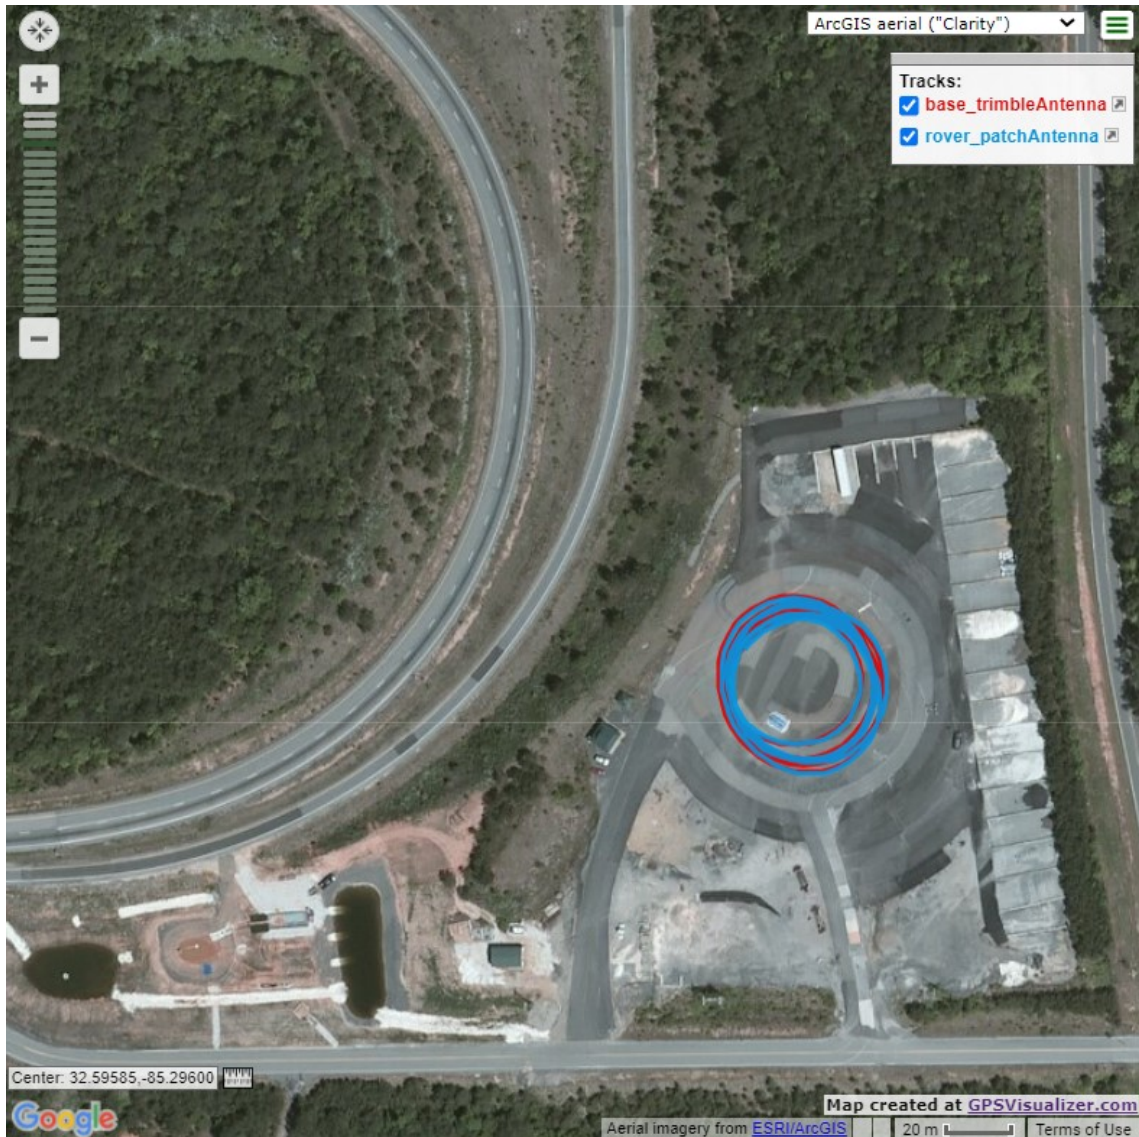 ArcGIS aerial ("Clarity")
Tracks:
base_trimbleAntenna
rover_patchAntenna
Center: 32.59585,-85.29600
Google
Map created at GPSVisualizer.com
Aerial imagery from ESRI/ArcGIS
20 m
Terms of Use